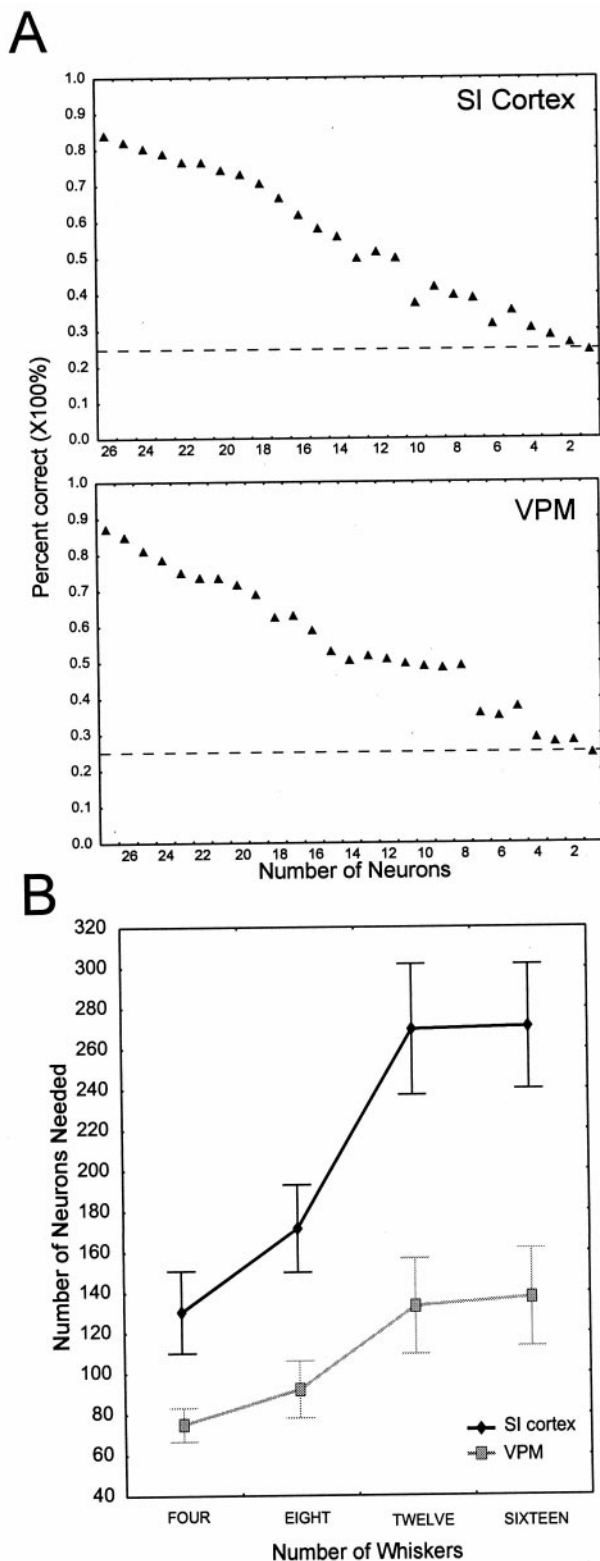 A
SI Cortex
1.0
0.9
0.8
0.7
0.6
0.5
0.4
0.3
0.2
0.1
0.0
26 24 22 20 18 16 14 12 10 8 6 4 2
Percent correct (X100%)
VPM
1.0
0.9
0.8
0.7
0.6
0.5
0.4
0.3
0.2
0.1
0.0
26 24 22 20 18 16 14 12 10 8 6 4 2
Number of Neurons
B
320
300
280
260
240
220
200
180
160
140
120
100
80
60
40
Number of Neurons Needed
SI cortex
VPM
FOUR EIGHT TWELVE SIXTEEN
Number of Whiskers